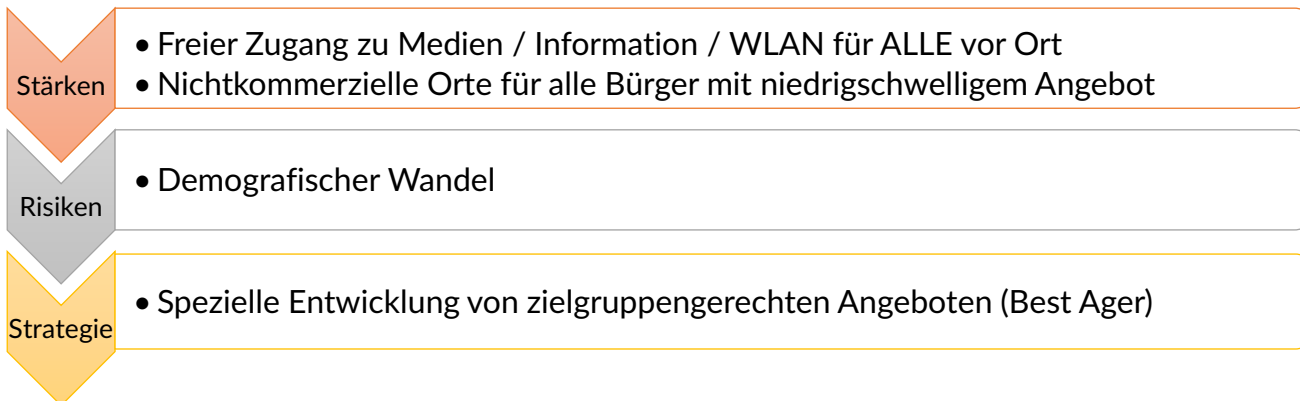 Stärken
• Freier Zugang zu Medien / Information / WLAN für ALLE vor Ort
• Nichtkommerzielle Orte für alle Bürger mit niedrigschwelligem Angebot
Risiken
• Demografischer Wandel
Strategie
• Spezielle Entwicklung von zielgruppengerechten Angeboten (Best Ager)